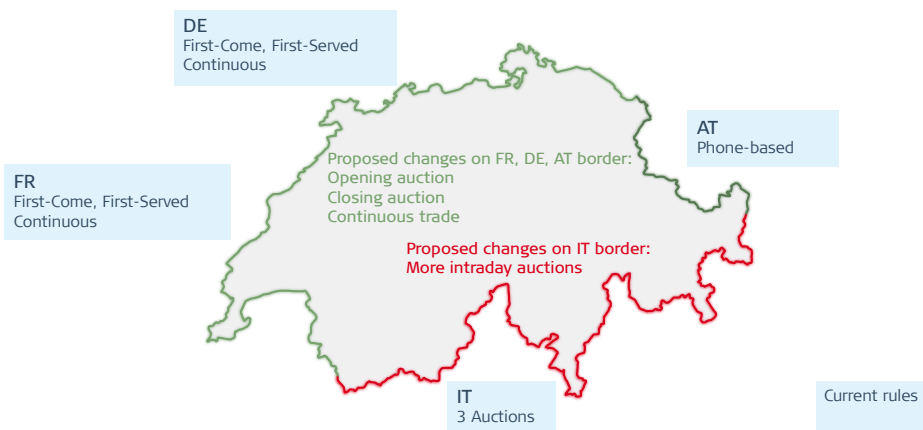 DE
First-Come, First-Served
Continuous
AT
Phone-based
FR
First-Come, First-Served
Continuous
Proposed changes on FR, DE, AT border:
Opening auction
Closing auction
Continuous trade
Proposed changes on IT border:
More intraday auctions
IT
3 Auctions
Current rules